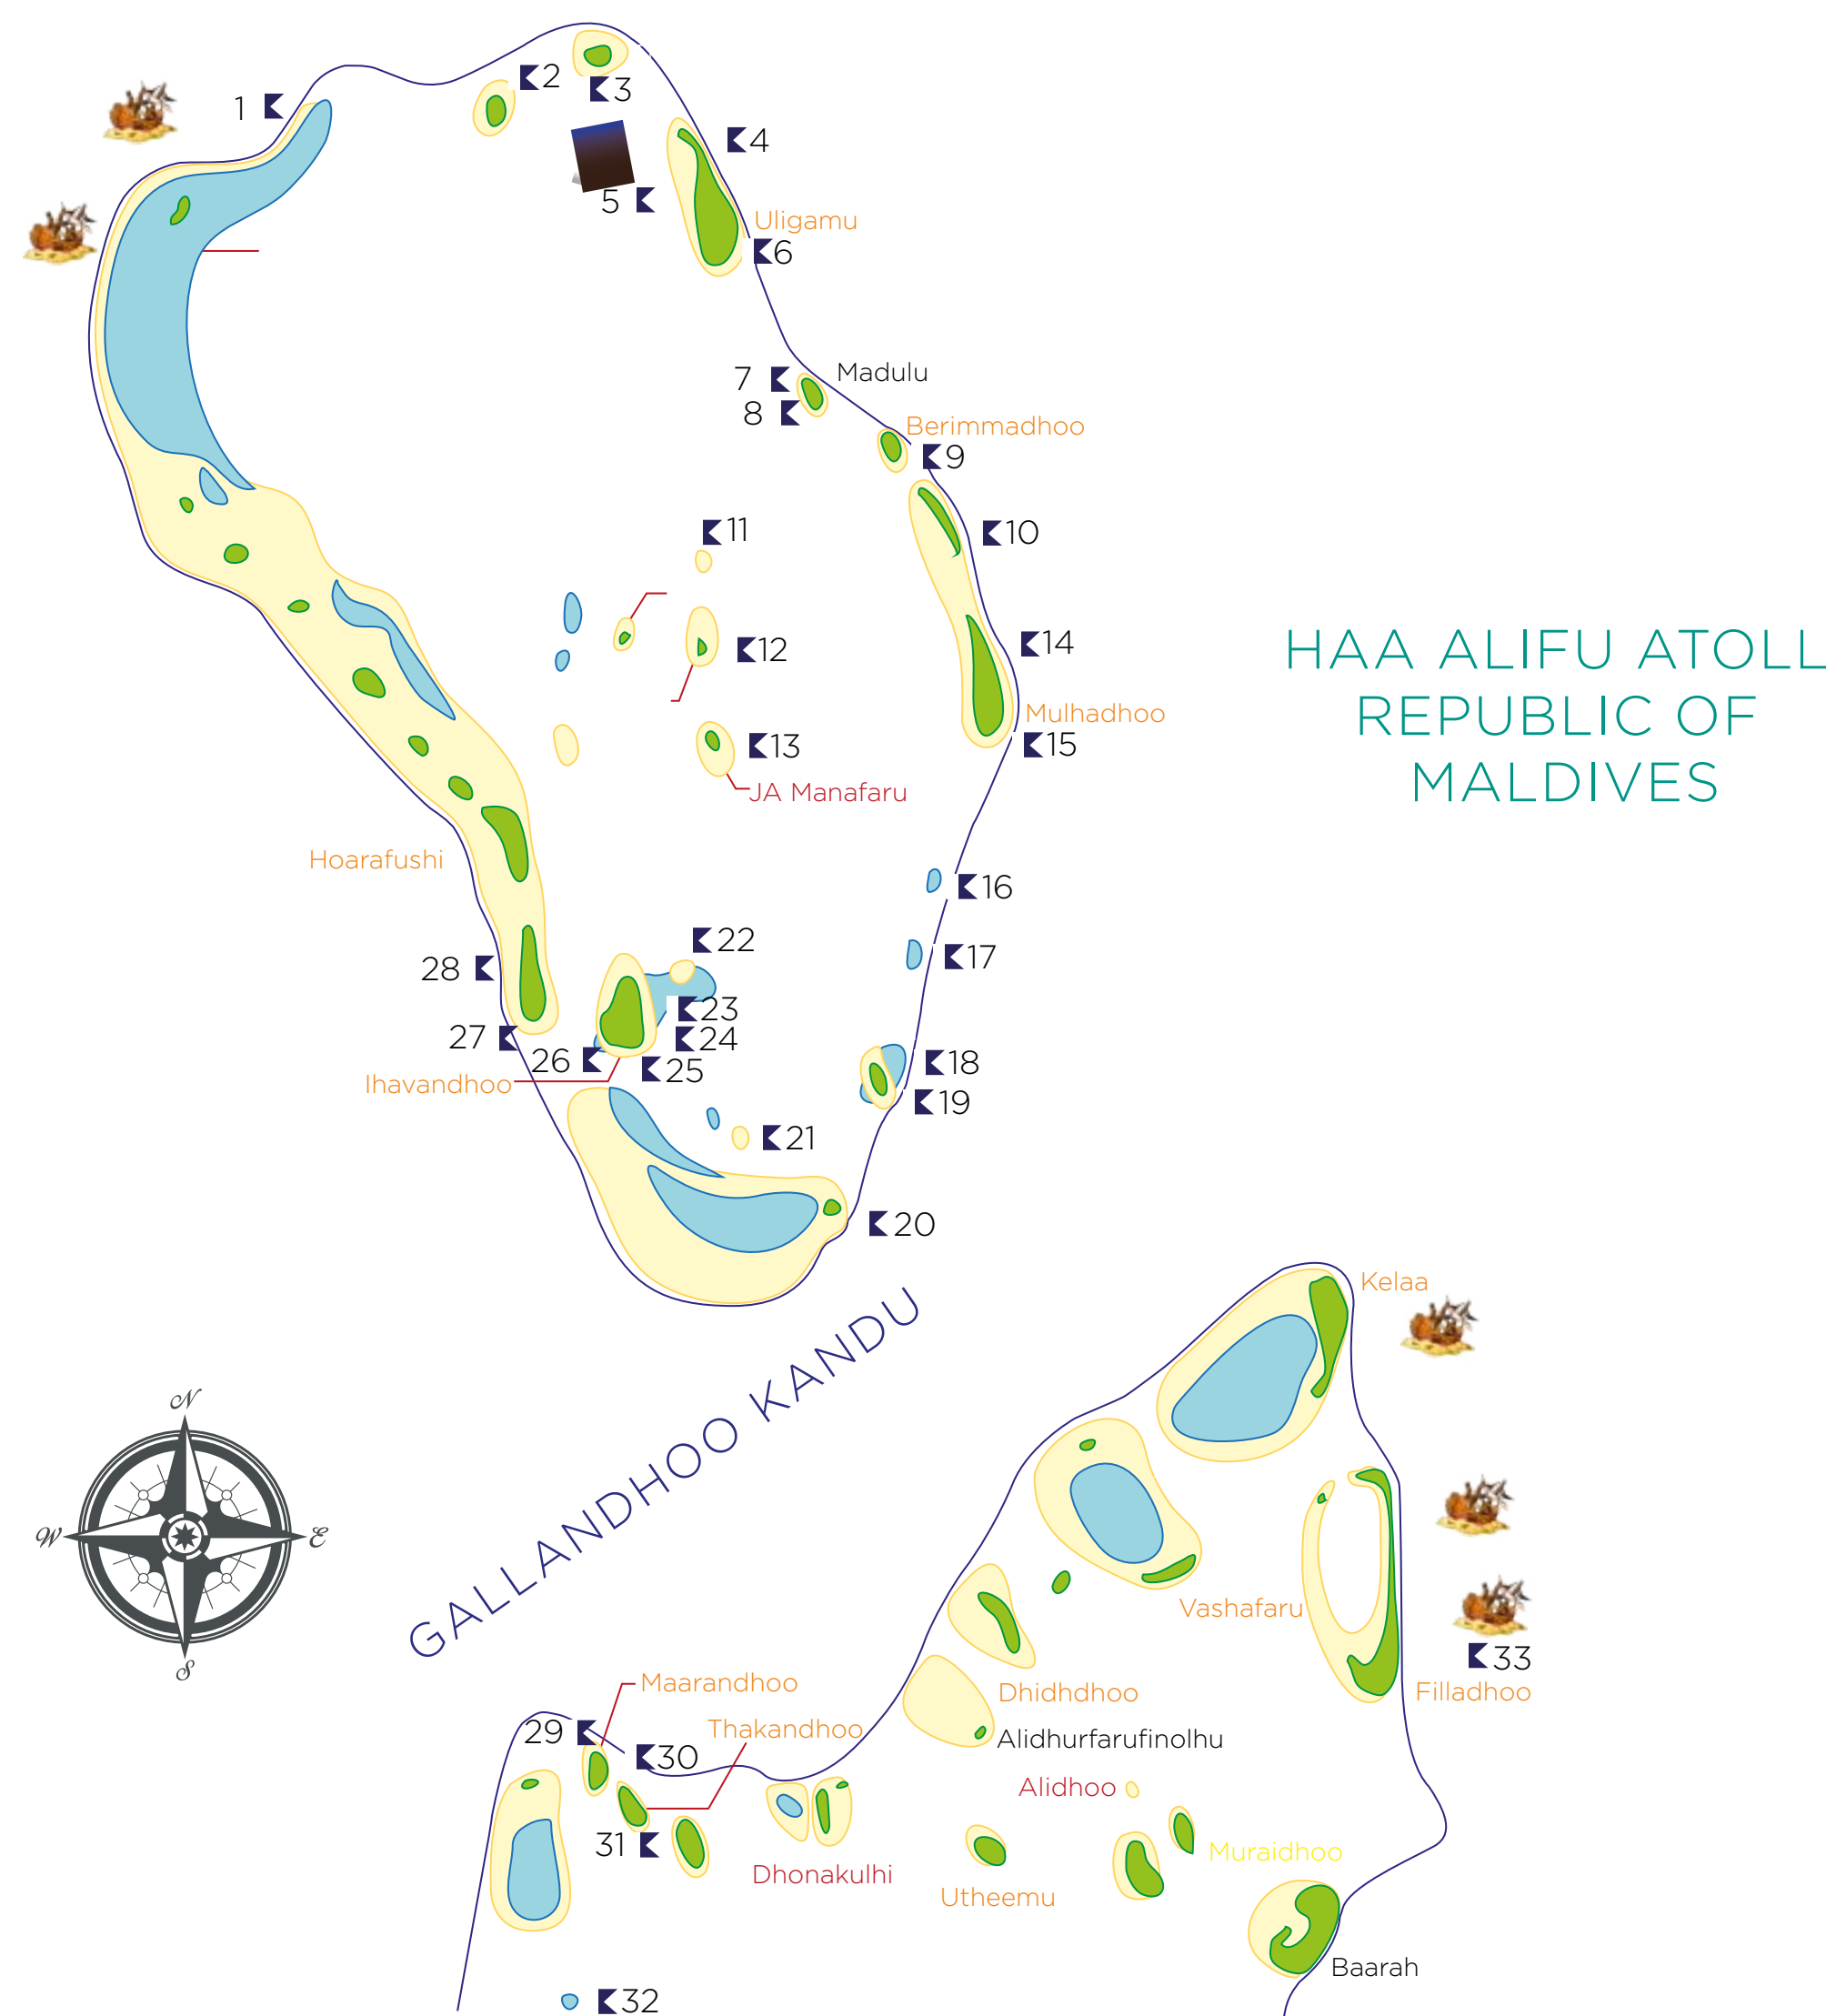 1
2
3
4
5
Uligamu
6
7
Madulu
8
Berimmadhoo
9
11
10
12
14
Mulhadhoo
13
15
JA Manafaru
HAA ALIFU ATOLL
REPUBLIC OF
MALDIVES
Hoarafushi
16
22
17
28
23
27
24
26
25
18
Ihavandhoo
19
21
20
Kelaa
GALLANDHOO KANDU
N
W
E
S
Vashafaru
33
Filladhoo
Maarandhoo
Dhidhdhoo
29
Thakandhoo
30
Alidhurfarufinolhu
Alidhoo
31
Muraidhoo
Dhonakulhi
Utheemu
Baarah
32